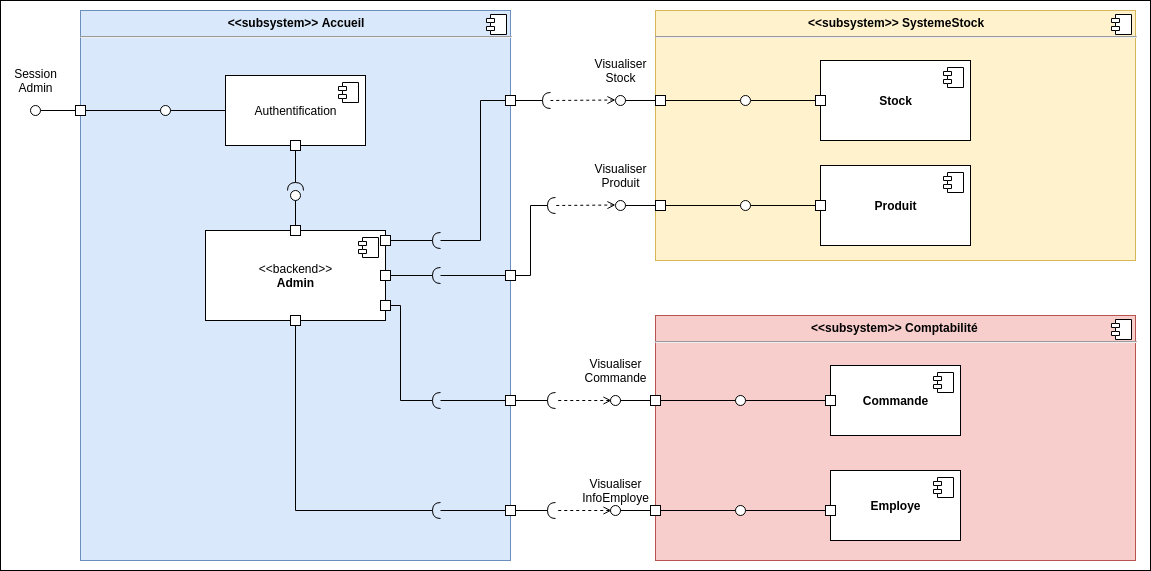 <<subsystem>> Accueil
<<subsystem>> SystemeStock
Session
Admin
Authentification
Visualiser
Stock
Stock
Visualiser
Produit
Produit
<<backend>>
Admin
<<subsystem>> Comptabilité
Visualiser
Commande
Commande
Visualiser
InfoEmploye
Employe